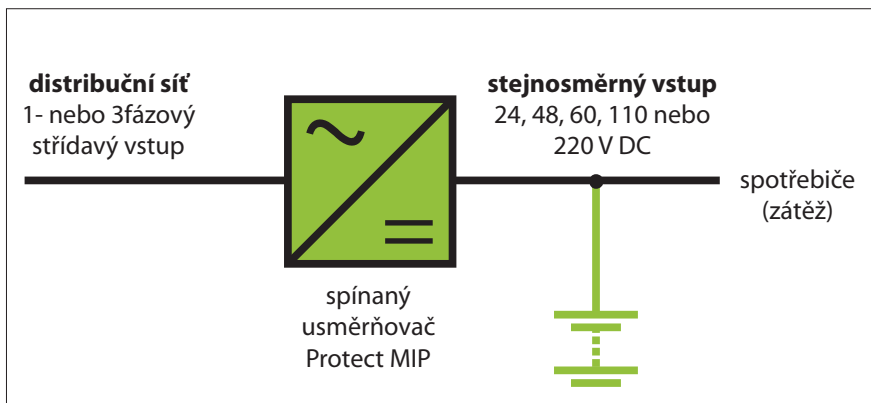 distribuční síť
1- nebo 3fázový
střídavý vstup
stejnosměrný vstup
24, 48, 60, 110 nebo
220 V DC
spotřebiče
(zátěž)
spínaný
usměrňovač
Protect MIP